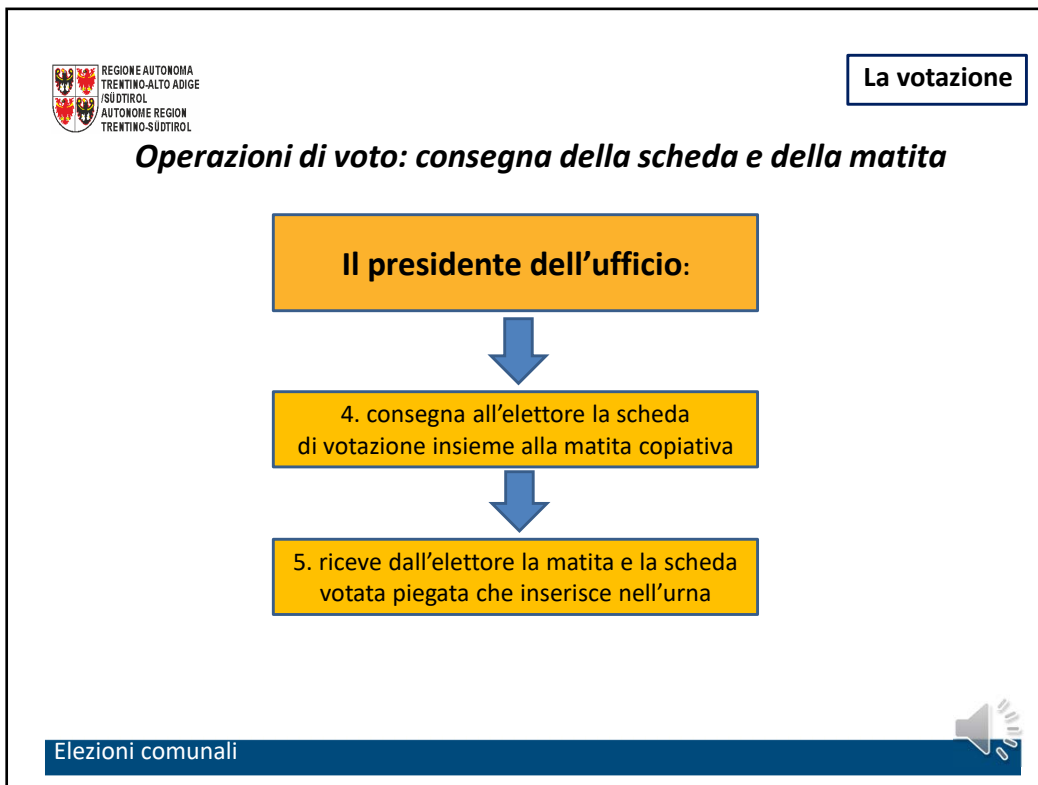 REGIONE AUTONOMA
TRENTINO-ALTO ADIGE
/SÜDTIROL
AUTONOME REGION
TRENTINO-SÜDTIROL
La votazione
Operazioni di voto: consegna della scheda e della matita
Il presidente dell’ufficio:
4. consegna all’elettore la scheda
di votazione insieme alla matita copiativa
5. riceve dall’elettore la matita e la scheda
votata piegata che inserisce nell’urna
Elezioni comunali